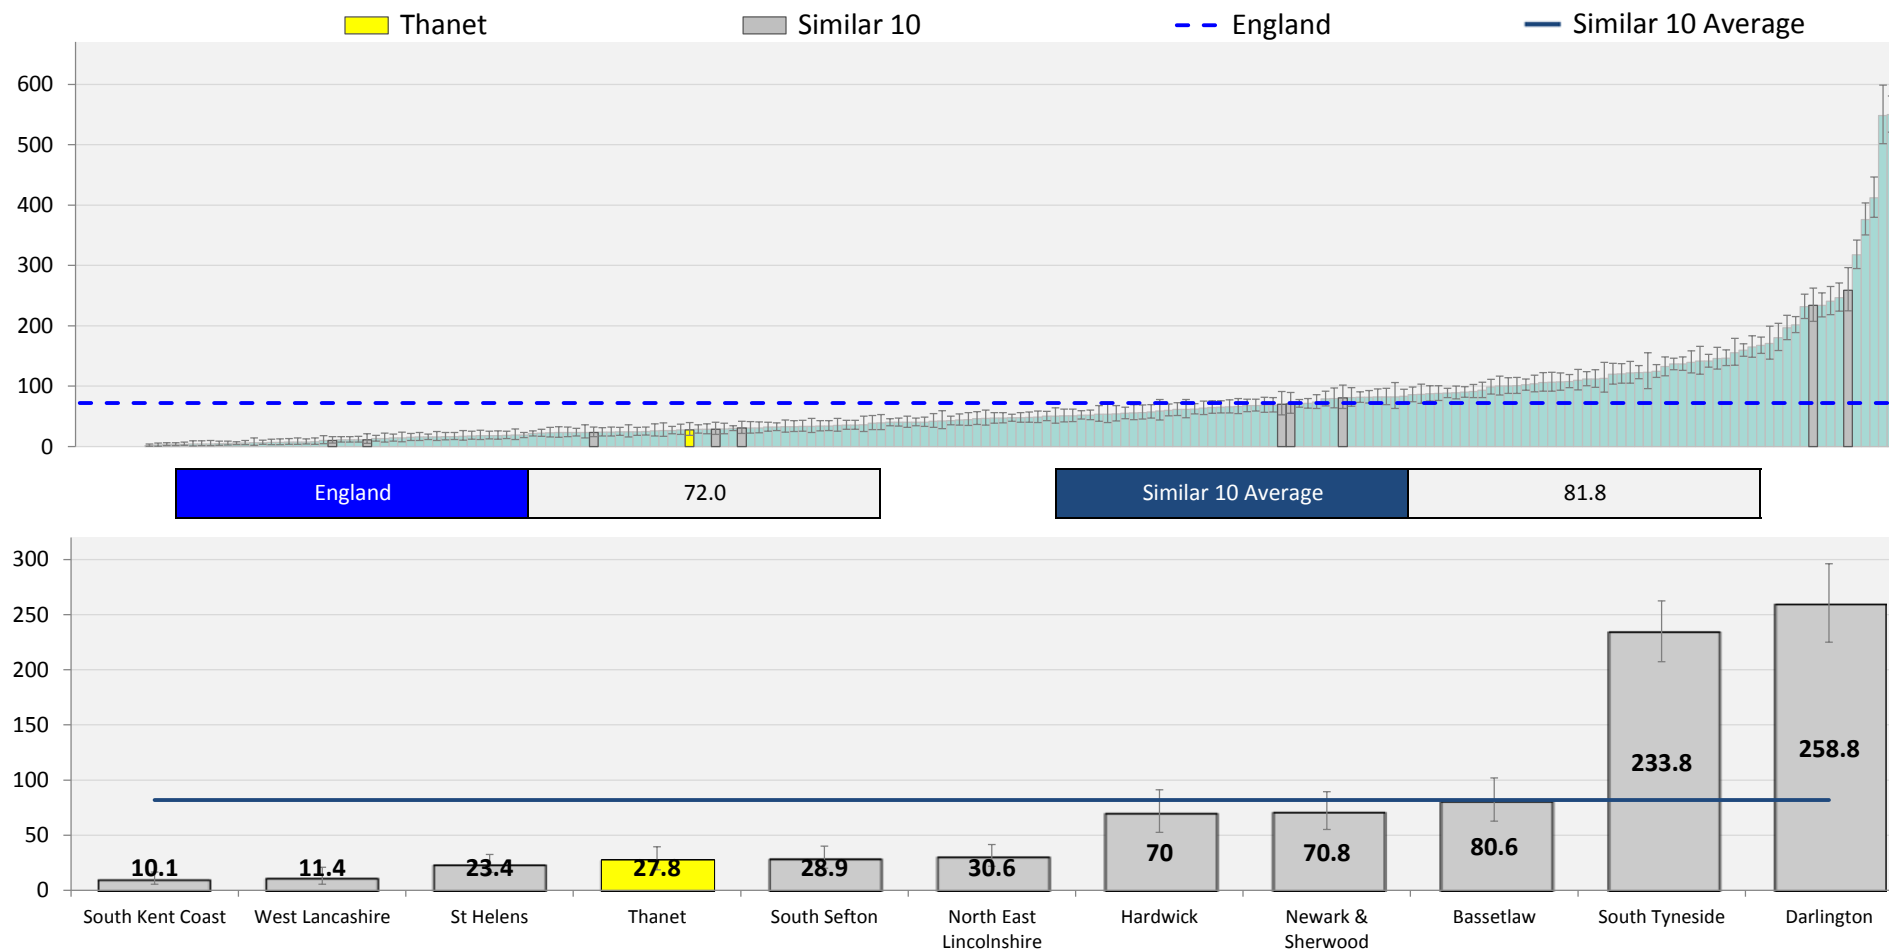 Thanet Similar 10 England Similar 10 Average
600
500
400
300
200
100
0
England 72.0 Similar 10 Average 81.8
300
250
200
150
100
50
0
10.1 11.4 23.4 27.8 28.9 30.6 70 70.8 80.6 233.8 258.8
South Kent Coast West Lancashire St Helens Thanet South Sefton North East Hardwick Newark & Bassetlaw South Tyneside Darlington
Lincolnshire Sherwood